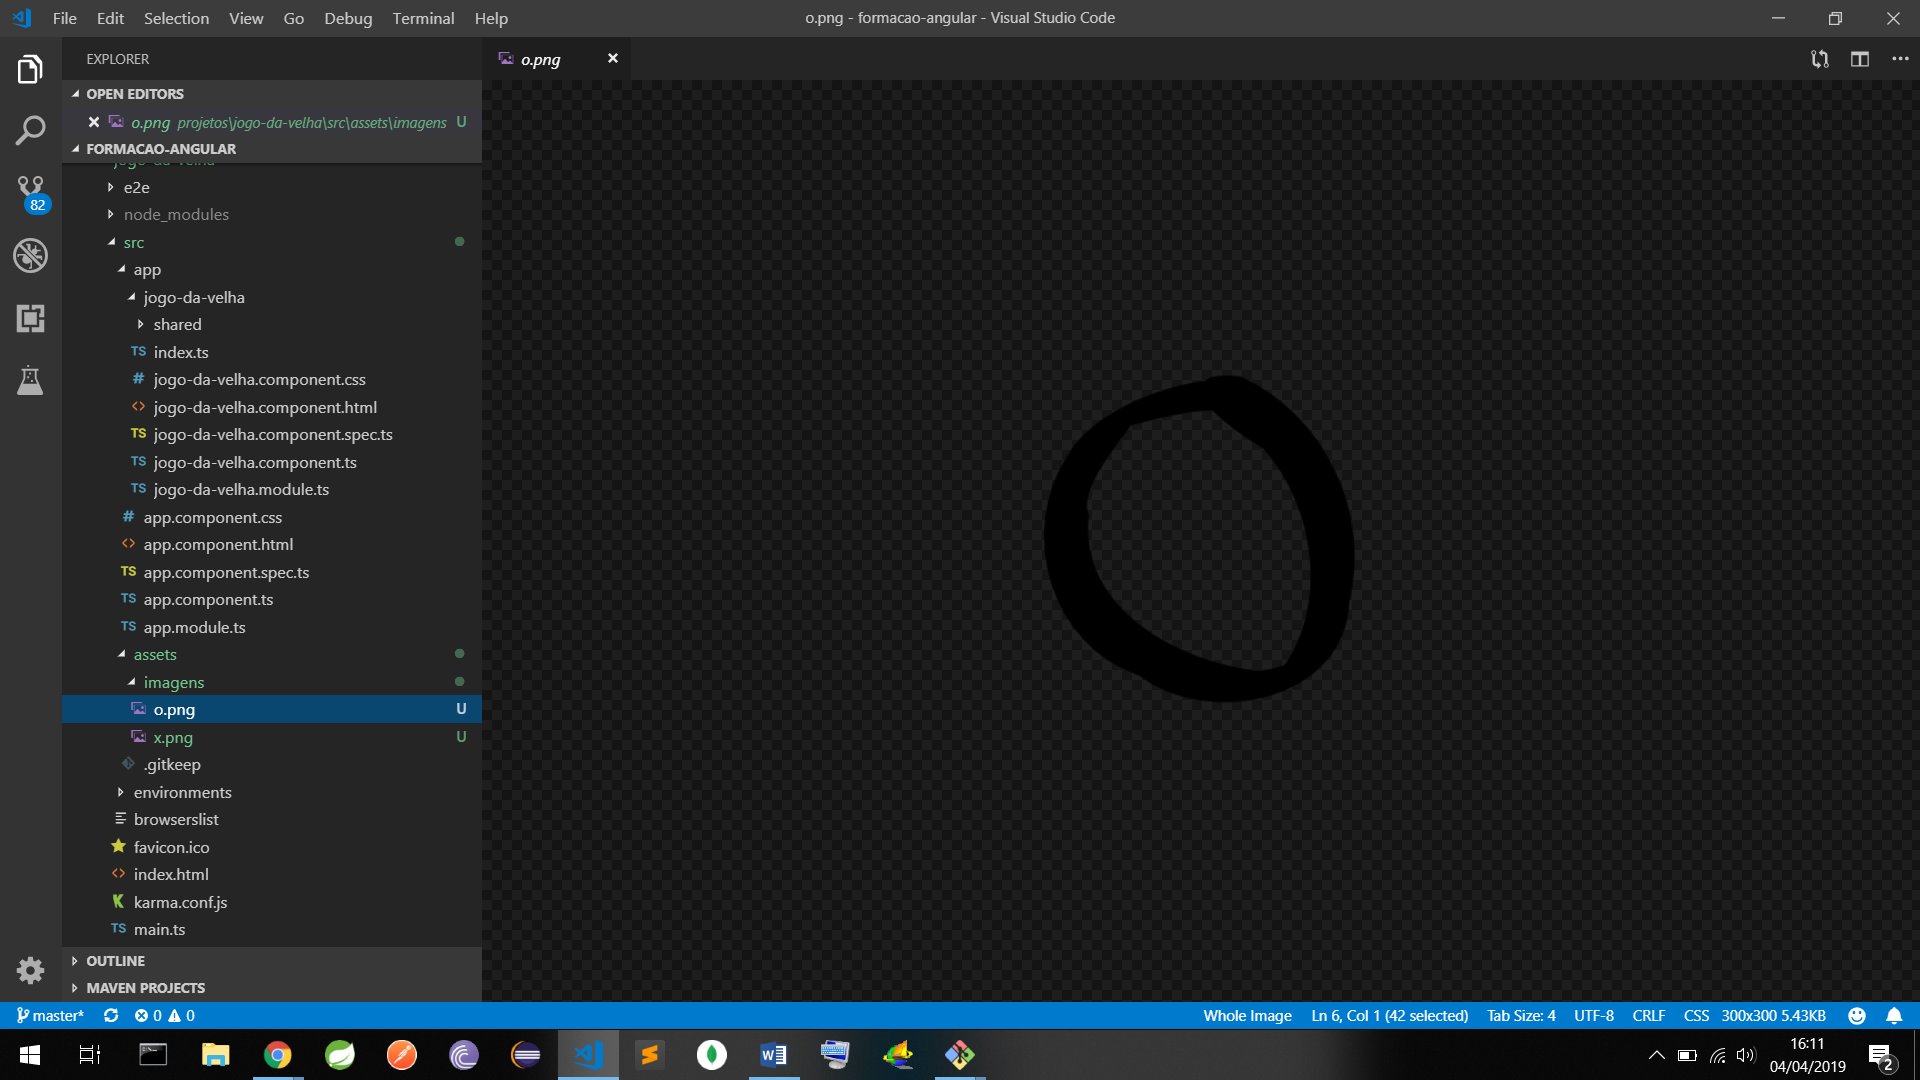 File Edit Selection View Go Debug Terminal Help
o.png - formacao-angular - Visual Studio Code
EXPLORER
o.png
OPEN EDITORS
o.png projetos\jogo-da-velha\src\assets\imagens U
FORMACAO-ANGULAR
jogo-da-velha
e2e
82
node_modules
src
app
jogo-da-velha
shared
TS index.ts
# jogo-da-velha.component.css
<> jogo-da-velha.component.html
TS jogo-da-velha.component.spec.ts
TS jogo-da-velha.component.ts
TS jogo-da-velha.module.ts
# app.component.css
<> app.component.html
TS app.component.spec.ts
TS app.component.ts
TS app.module.ts
assets
imagens
o.png U
x.png U
.gitkeep
environments
browserslist
favicon.ico
<> index.html
karma.conf.js
TS main.ts
OUTLINE
MAVEN PROJECTS
master* 0 0 Whole Image Ln 6, Col 1 (42 selected) Tab Size: 4 UTF-8 CRLF CSS 300x300 5.43KB
16:11
04/04/2019
2